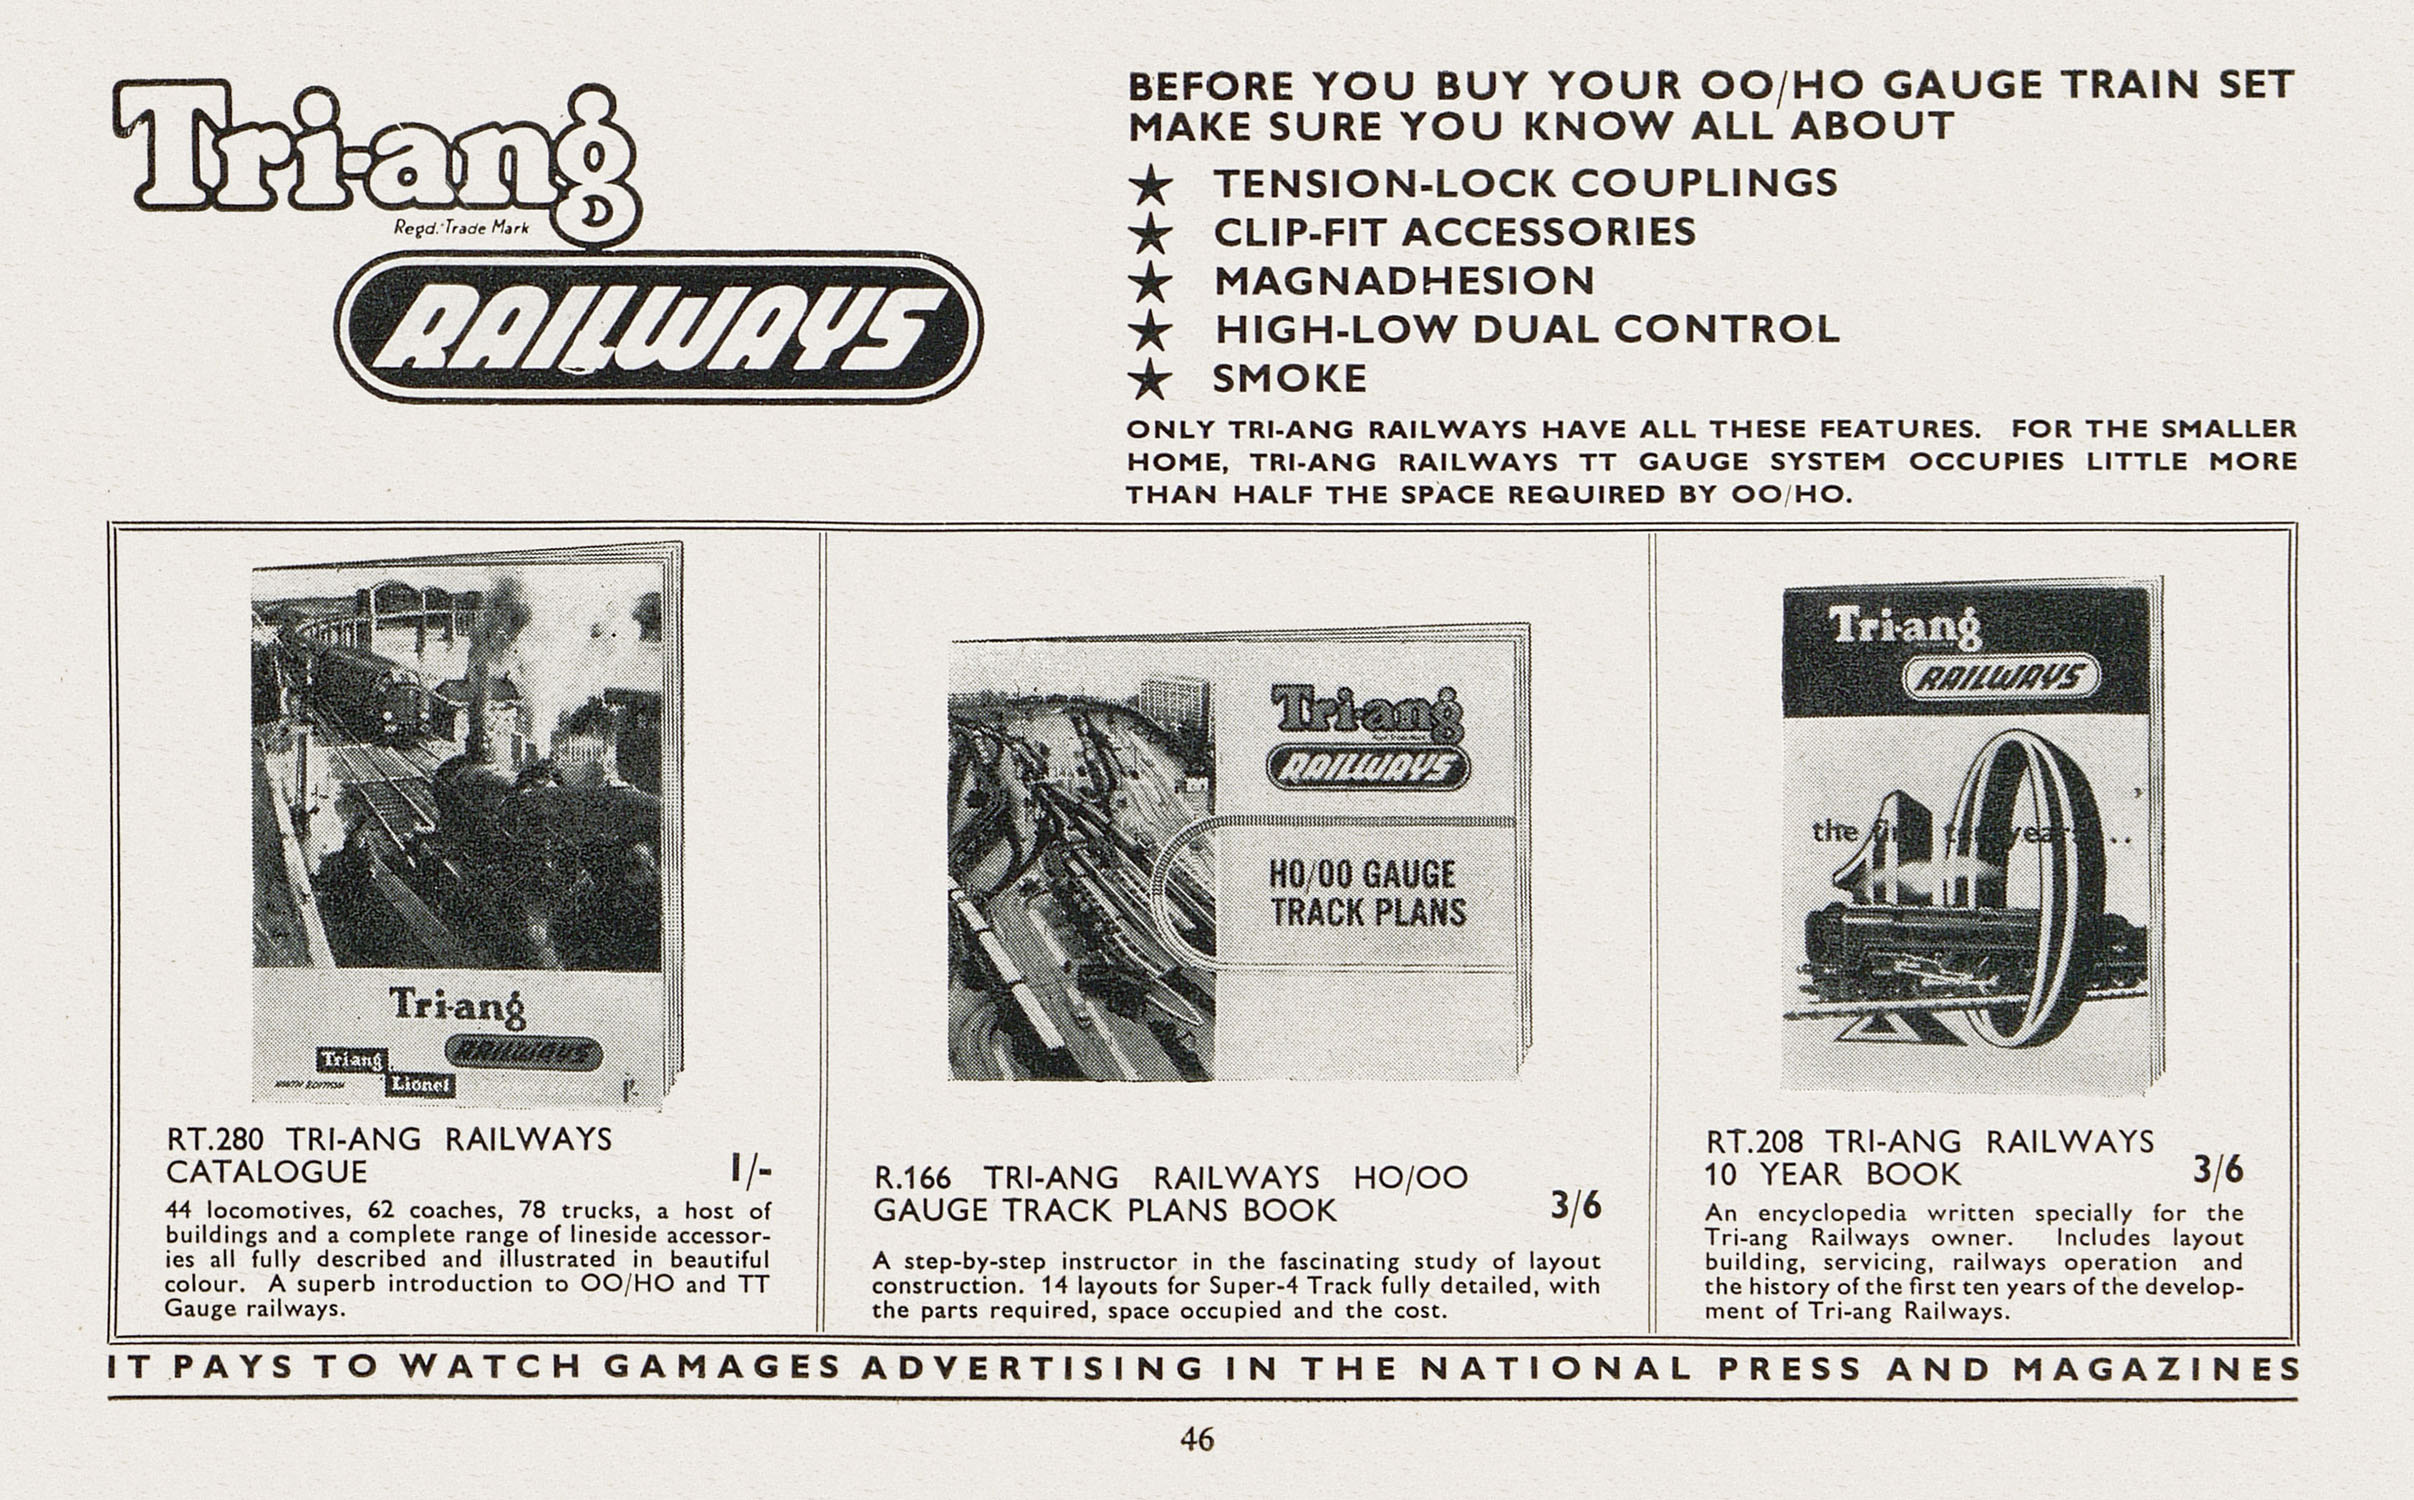 Tri-ang
Regd. Trade Mark
RAILWAYS
BEFORE YOU BUY YOUR OO/HO GAUGE TRAIN SET
MAKE SURE YOU KNOW ALL ABOUT
★ TENSION-LOCK COUPLINGS
★ CLIP-FIT ACCESSORIES
★ MAGNADHESION
★ HIGH-LOW DUAL CONTROL
★ SMOKE
ONLY TRI-ANG RAILWAYS HAVE ALL THESE FEATURES. FOR THE SMALLER
HOME, TRI-ANG RAILWAYS TT GAUGE SYSTEM OCCUPIES LITTLE MORE
THAN HALF THE SPACE REQUIRED BY OO/HO.
Tri-ang
RAILWAYS
Tri-ang
Lionel
1/-
RT.280 TRI-ANG RAILWAYS
CATALOGUE 1/-
44 locomotives, 62 coaches, 78 trucks, a host of
buildings and a complete range of lineside accessor-
ies all fully described and illustrated in beautiful
colour. A superb introduction to OO/HO and TT
Gauge railways.
Tri-ang
RAILWAYS
HO/OO GAUGE
TRACK PLANS
R.166 TRI-ANG RAILWAYS HO/OO
GAUGE TRACK PLANS BOOK 3/6
A step-by-step instructor in the fascinating study of layout
construction. 14 layouts for Super-4 Track fully detailed, with
the parts required, space occupied and the cost.
Tri-ang
RAILWAYS
the first ten years . . .
RT.208 TRI-ANG RAILWAYS
10 YEAR BOOK 3/6
An encyclopedia written specially for the
Tri-ang Railways owner. Includes layout
building, servicing, railways operation and
the history of the first ten years of the develop-
ment of Tri-ang Railways.
IT PAYS TO WATCH GAMAGES ADVERTISING IN THE NATIONAL PRESS AND MAGAZINES
46